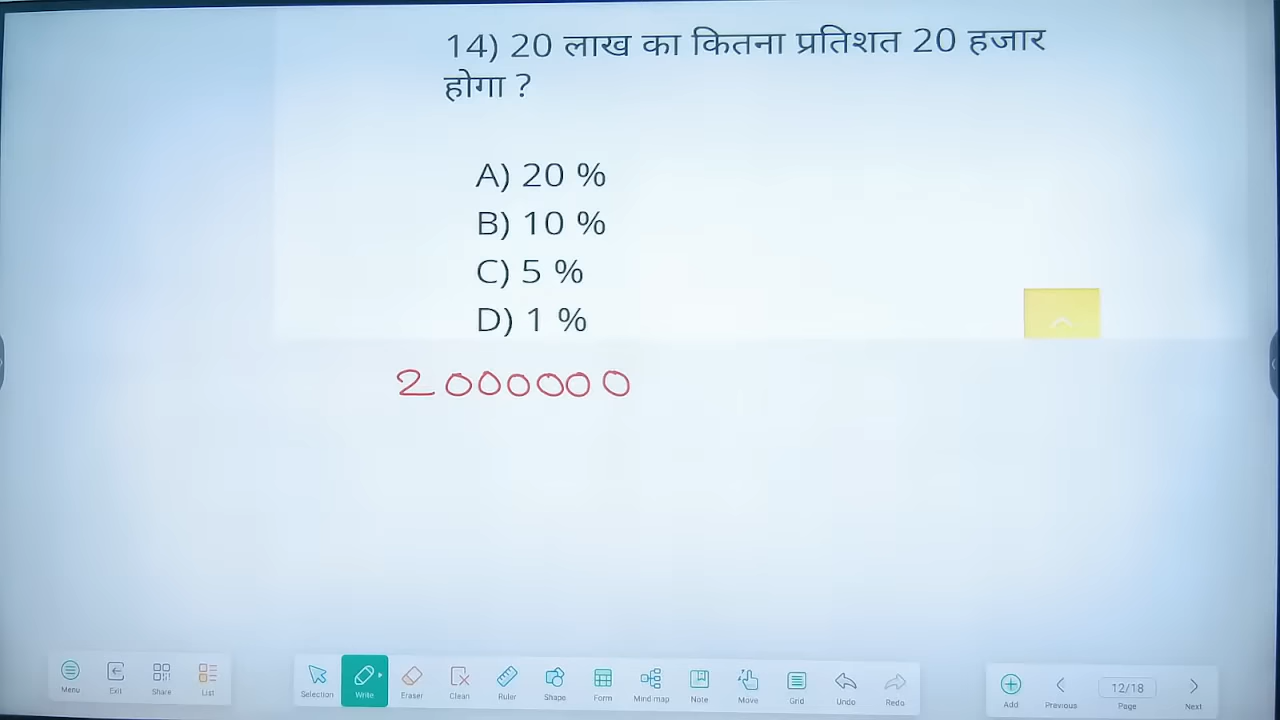 14) 20 लाख का कितना प्रतिशत 20 हजार
होगा ?
A) 20 %
B) 10 %
C) 5 %
D) 1 %
2000000
Menu Exit Share List Selection Write Eraser Clean Ruler Shape Form Mind map Note Move Grid Undo Redo Add Previous 12/18 Page Next